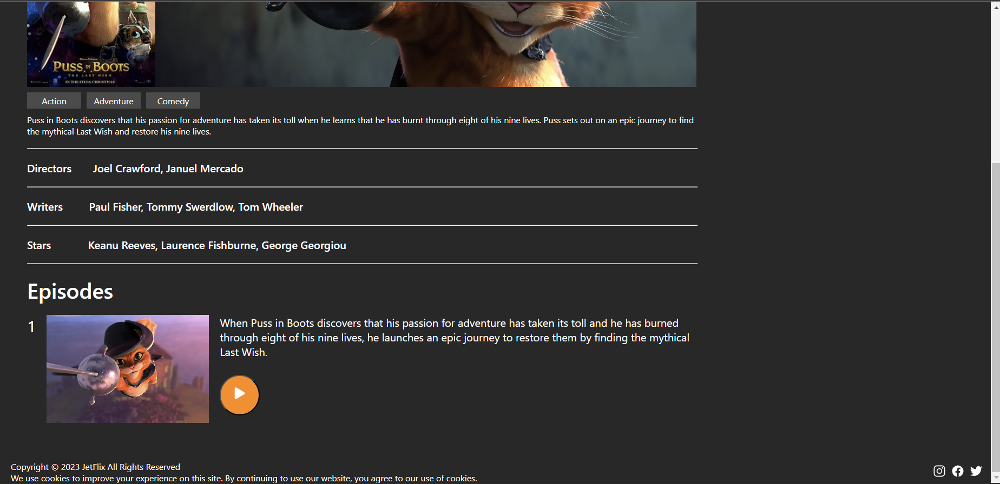 PUSS IN BOOTS
THE LAST WISH
IN THEATERS CHRISTMAS
Action Adventure Comedy
Puss in Boots discovers that his passion for adventure has taken its toll when he learns that he has burnt through eight of his nine lives. Puss sets out on an epic journey to find
the mythical Last Wish and restore his nine lives.
Directors Joel Crawford, Januel Mercado
Writers Paul Fisher, Tommy Swerdlow, Tom Wheeler
Stars Keanu Reeves, Laurence Fishburne, George Georgiou
Episodes
1
When Puss in Boots discovers that his passion for adventure has taken its toll and he has burned
through eight of his nine lives, he launches an epic journey to restore them by finding the mythical
Last Wish.
Copyright © 2023 JetFlix All Rights Reserved
We use cookies to improve your experience on this site. By continuing to use our website, you agree to our use of cookies.